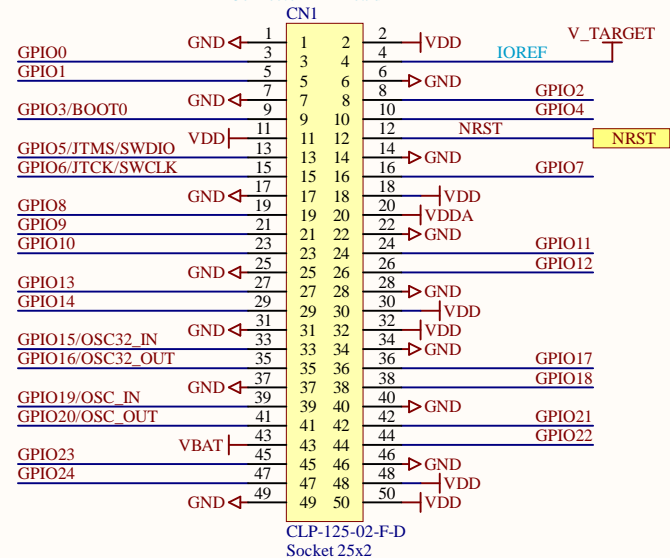 CN1
GND 1 1 2 2 VDD
GPIO0 3 3 4 4 IOREF V_TARGET
GPIO1 5 5 6 6 GND
GND 7 7 8 8 GPIO2
GPIO3/BOOT0 9 9 10 10 GPIO4
VDD 11 11 12 12 NRST NRST
GPIO5/JTMS/SWDIO 13 13 14 14 GND
GPIO6/JTCK/SWCLK 15 15 16 16 GPIO7
GND 17 17 18 18 VDD
GPIO8 19 19 20 20 VDDA
GPIO9 21 21 22 22 GND
GPIO10 23 23 24 24 GPIO11
GND 25 25 26 26 GPIO12
GPIO13 27 27 28 28 GND
GPIO14 29 29 30 30 VDD
GND 31 31 32 32 VDD
GPIO15/OSC32_IN 33 33 34 34 GND
GPIO16/OSC32_OUT 35 35 36 36 GPIO17
GND 37 37 38 38 GPIO18
GPIO19/OSC_IN 39 39 40 40 GND
GPIO20/OSC_OUT 41 41 42 42 GPIO21
VBAT 43 43 44 44 GPIO22
GPIO23 45 45 46 46 GND
GPIO24 47 47 48 48 VDD
GND 49 49 50 50 VDD
CLP-125-02-F-D
Socket 25x2